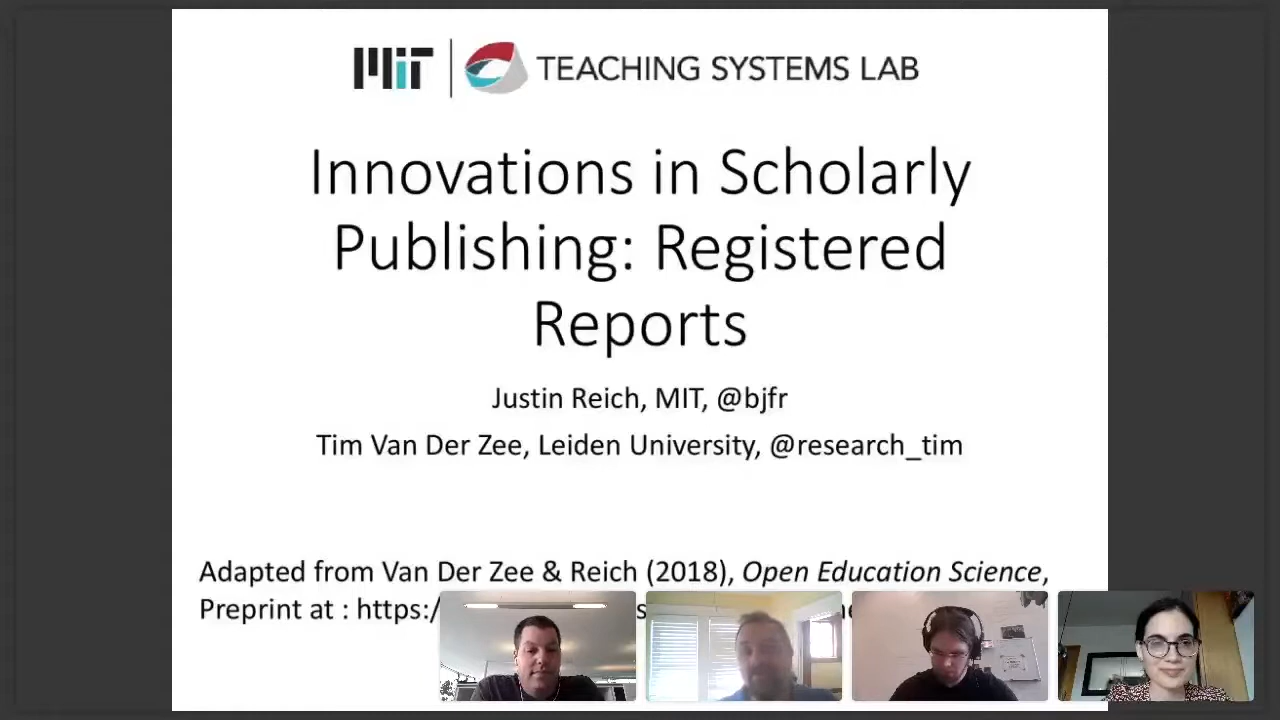 MIT TEACHING SYSTEMS LAB
Innovations in Scholarly
Publishing: Registered
Reports
Justin Reich, MIT, @bjfr
Tim Van Der Zee, Leiden University, @research_tim
Adapted from Van Der Zee & Reich (2018), Open Education Science,
Preprint at : https:/